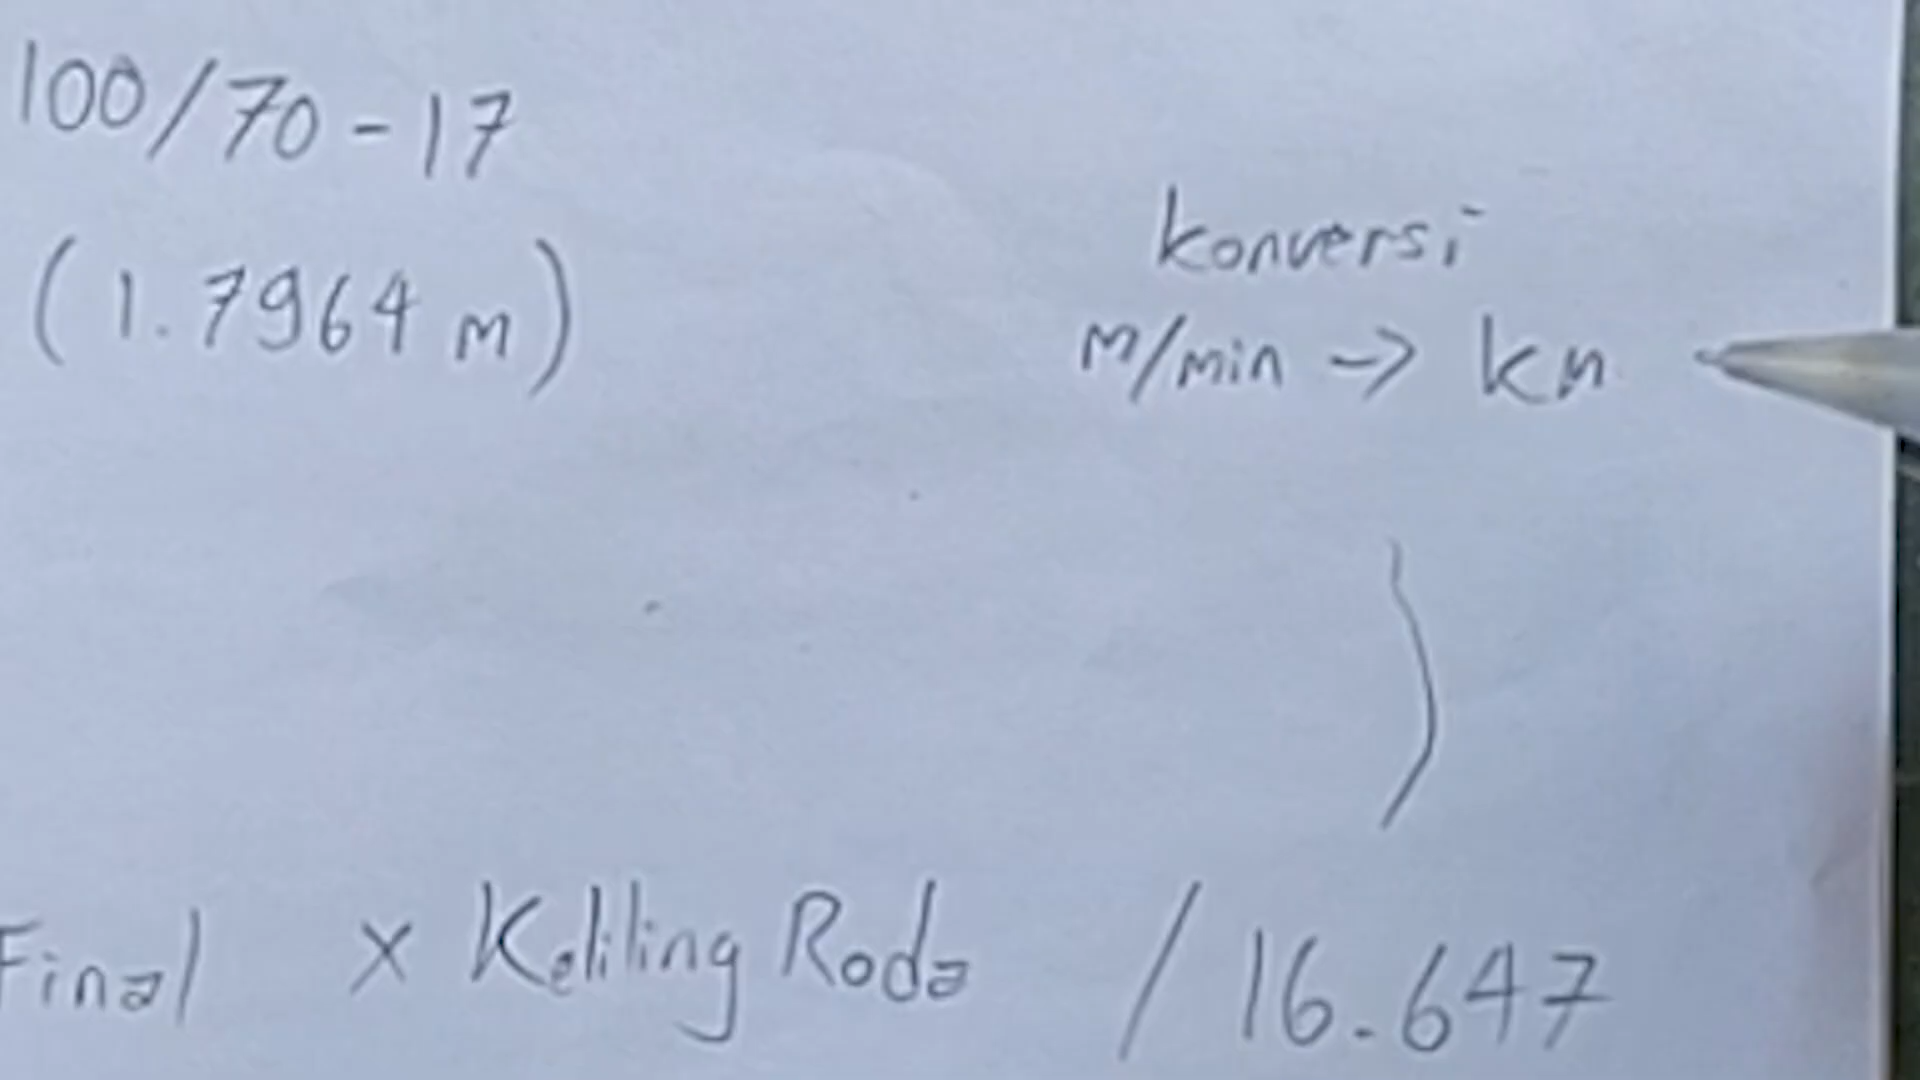 100/70-17
(1.7964 m)
konversi
m/min -> km
Final x Keliling Roda / 16.647